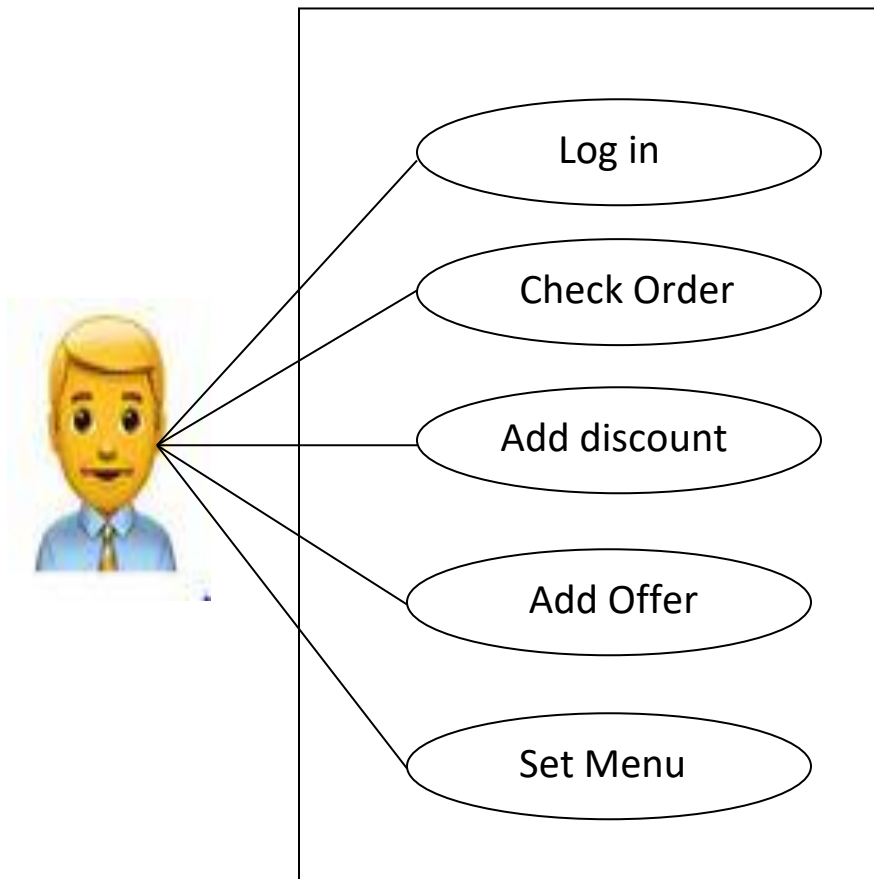 Log in
Check Order
Add discount
Add Offer
Set Menu